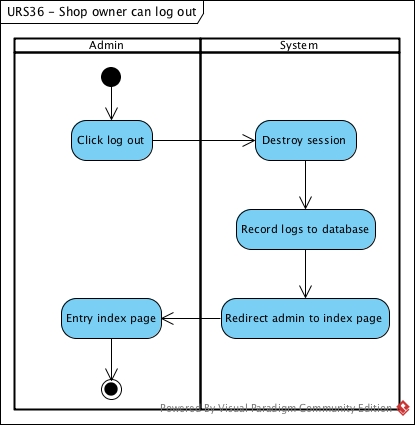 URS36 - Shop owner can log out
Admin
System
Click log out
Destroy session
Record logs to database
Entry index page
Redirect admin to index page
Powered By Visual Paradigm Community Edition